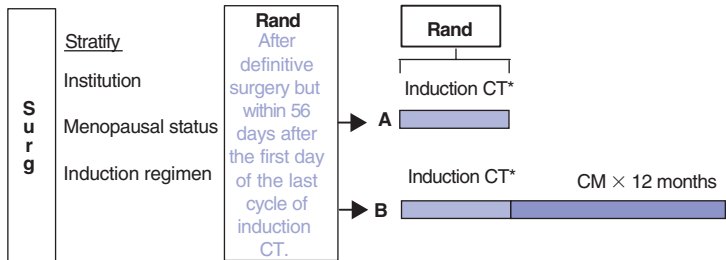 Surg
Stratify
Institution
Menopausal status
Induction regimen
Rand
After
definitive
surgery but
within 56
days after
the first day
of the last
cycle of
induction
CT.
Rand
Induction CT*
A
Induction CT*
CM × 12 months
B